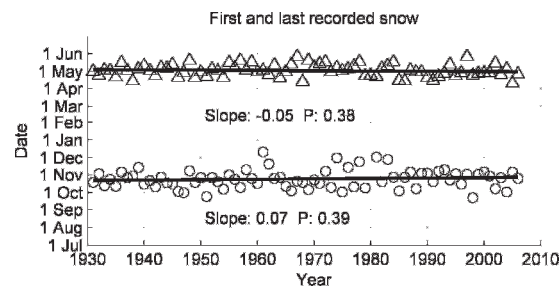 First and last recorded snow
1 Jun
1 May
1 Apr
1 Mar
1 Feb
1 Jan
1 Dec
1 Nov
1 Oct
1 Sep
1 Aug
1 Jul
Date
Slope: -0.05 P: 0.38
Slope: 0.07 P: 0.39
1930 1940 1950 1960 1970 1980 1990 2000 2010
Year